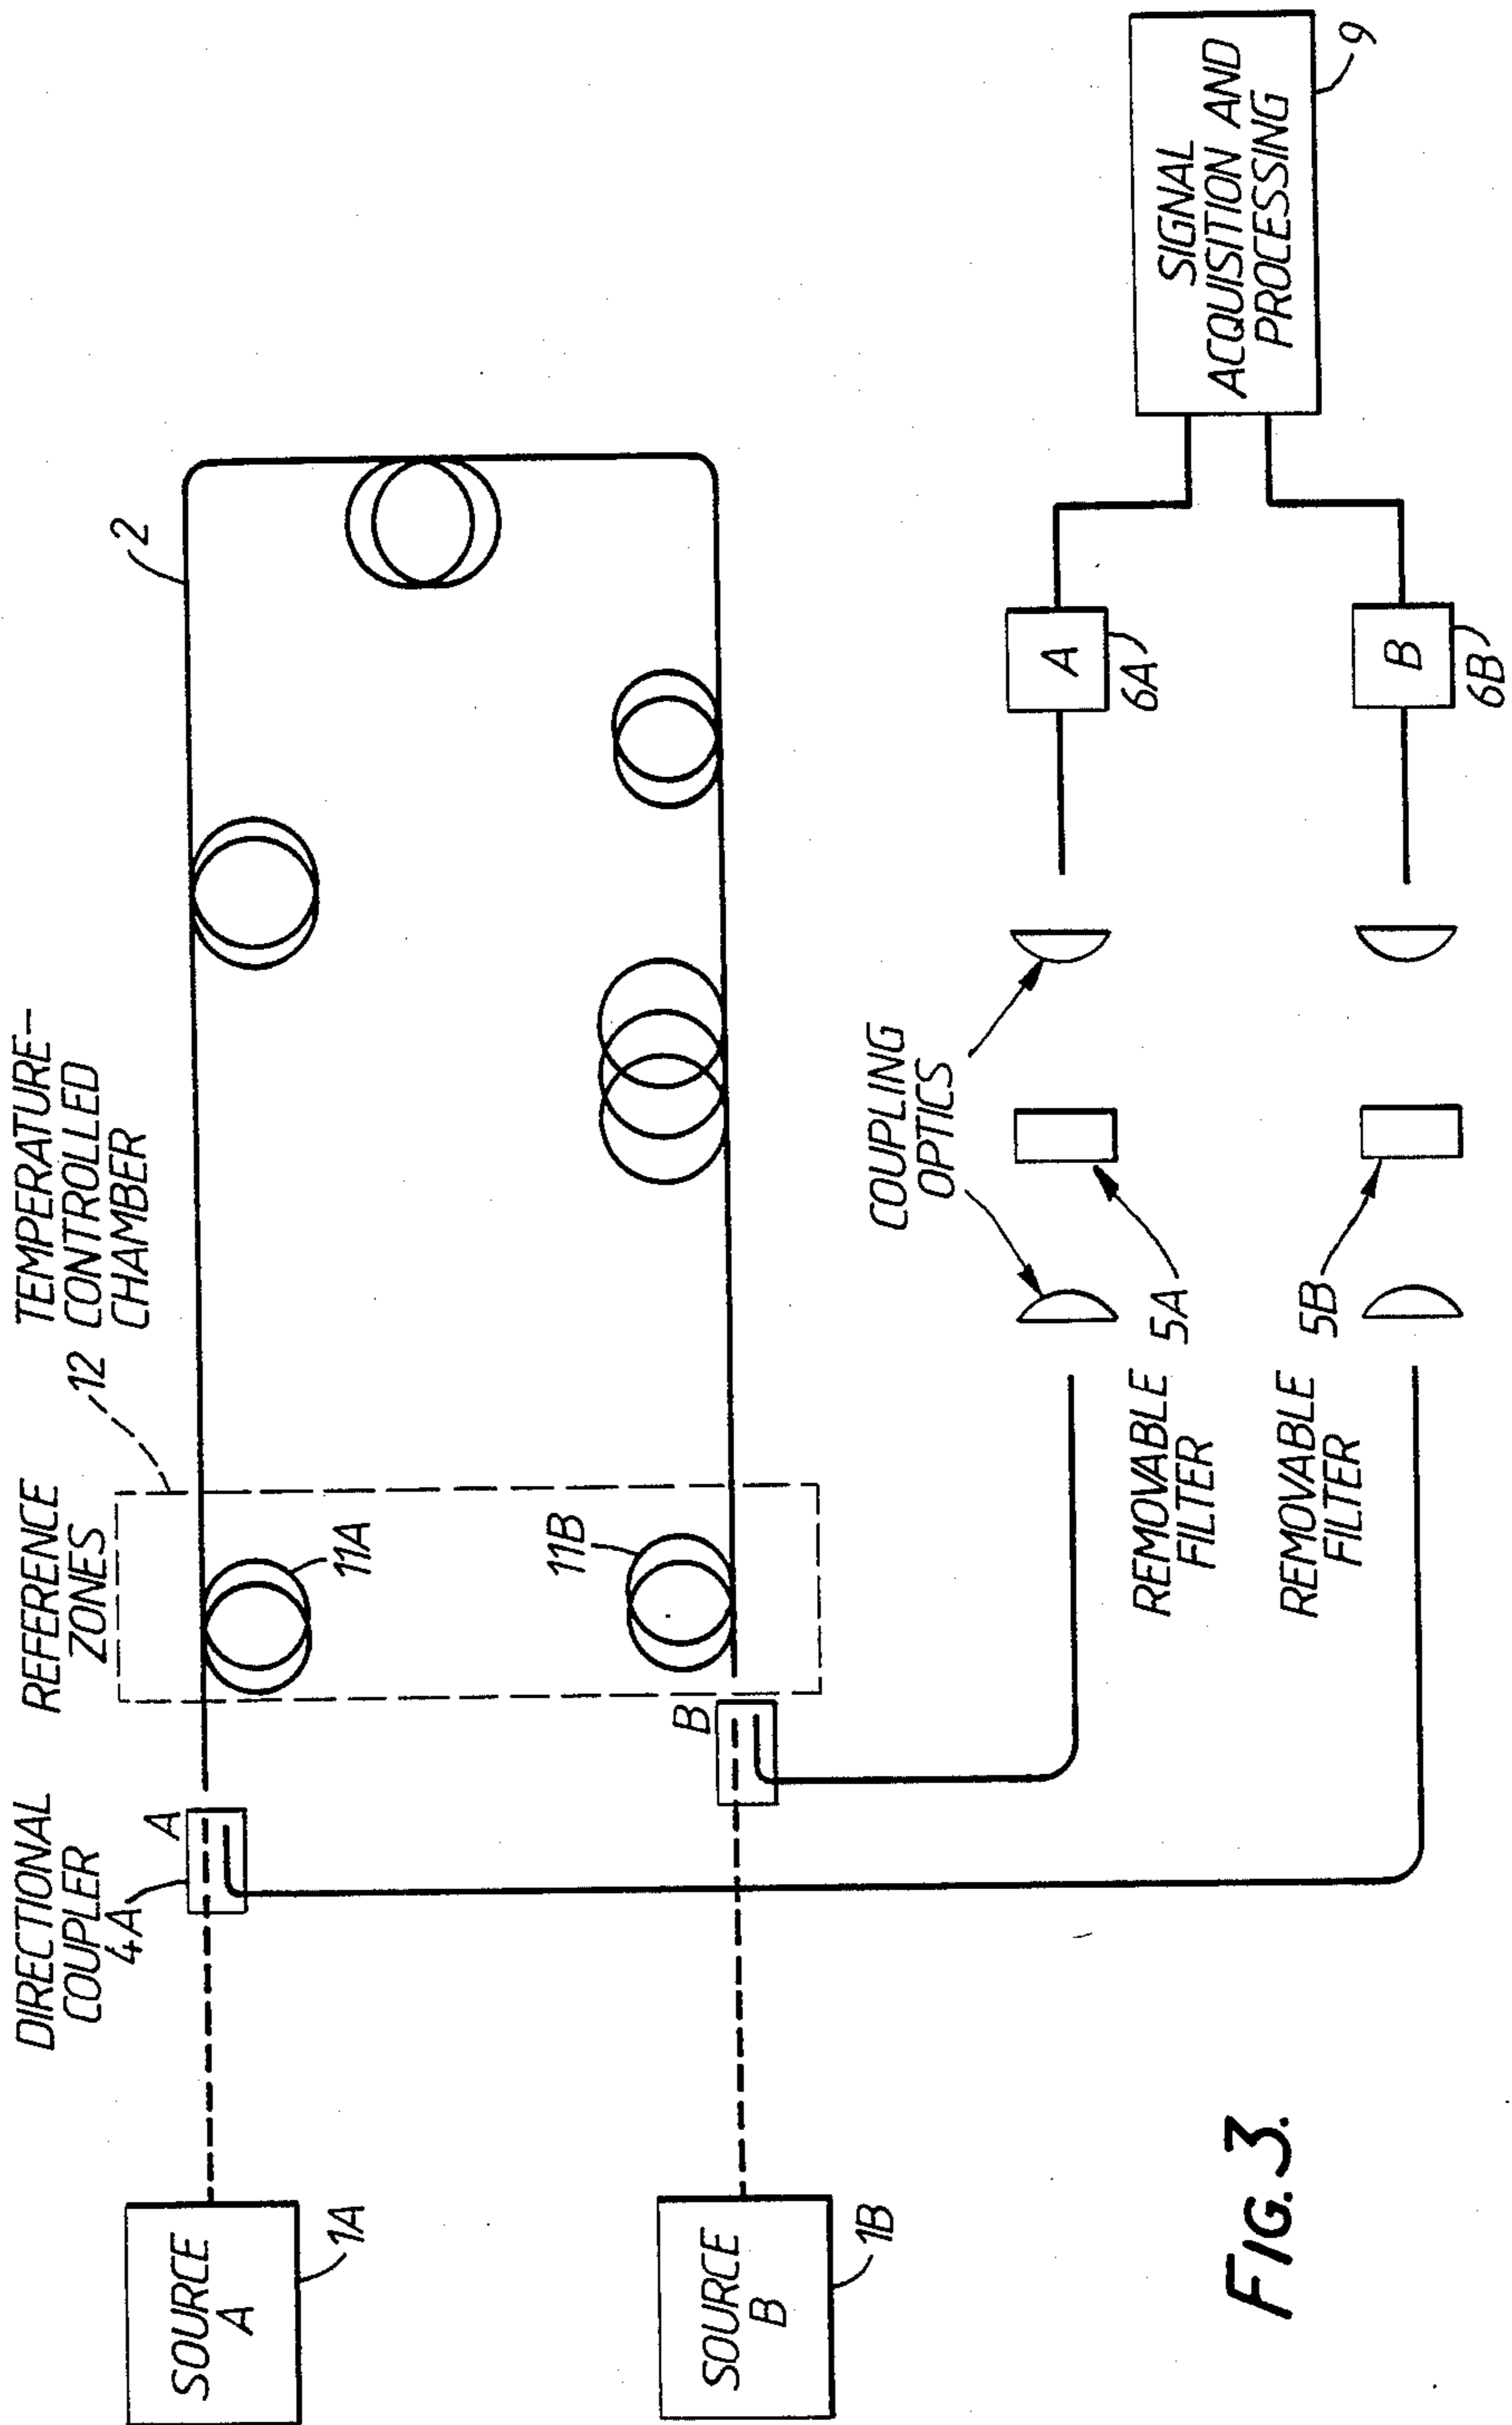 DIRECTIONAL
COUPLER
4A
REFERENCE
ZONES
12
TEMPERATURE-
CONTROLLED
CHAMBER
2
SOURCE
A
1A
A
11A
11B
B
SOURCE
B
1B
COUPLING
OPTICS
REMOVABLE
FILTER
5A
A
6A
REMOVABLE
FILTER
5B
B
6B
SIGNAL
ACQUISITION AND
PROCESSING
9
FIG. 3.